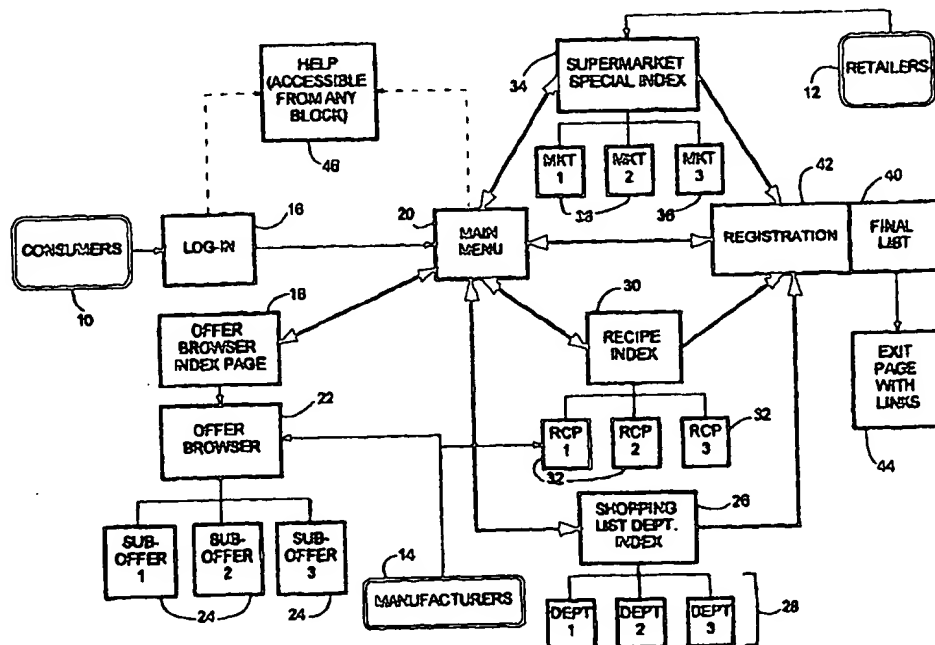 HELP
(ACCESSIBLE
FROM ANY
BLOCK)
46
34
SUPERMARKET
SPECIAL INDEX
12
RETAILERS
MKT
1
MKT
2
MKT
3
36
16
20
42
40
CONSUMERS
LOG-IN
MAIN
MENU
REGISTRATION
FINAL
LIST
10
18
30
OFFER
BROWSER
INDEX PAGE
RECIPE
INDEX
EXIT
PAGE
WITH
LINKS
22
OFFER
BROWSER
RCP
1
RCP
2
RCP
3
32
32
44
26
SHOPPING
LIST DEPT.
INDEX
SUB-
OFFER
1
SUB-
OFFER
2
SUB-
OFFER
3
14
24
24
MANUFACTURERS
DEPT
1
DEPT
2
DEPT
3
28